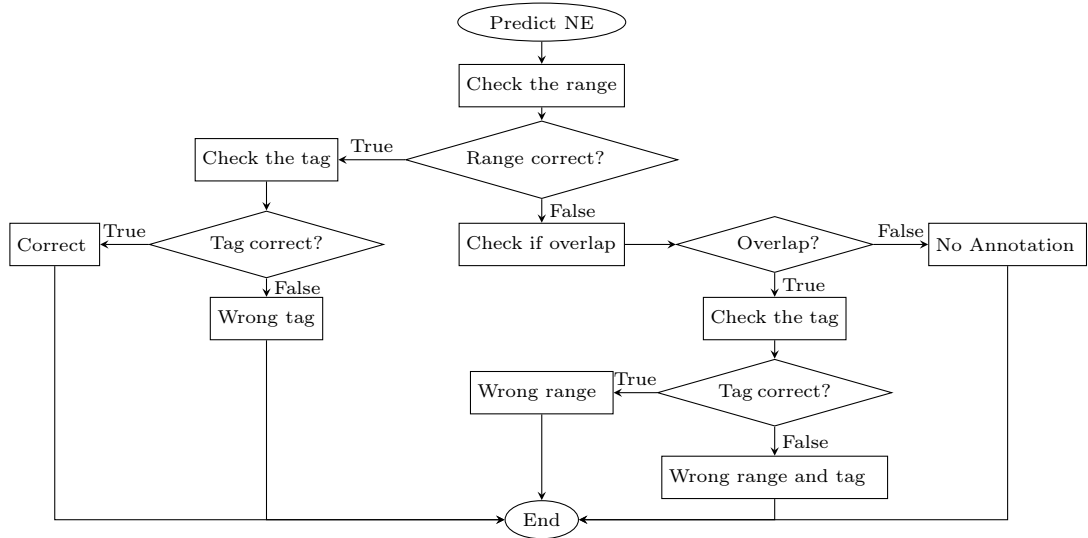 Predict NE
Check the range
Range correct?
True
Check the tag
False
Tag correct?
True
Correct
Check if overlap
Overlap?
False
No Annotation
False
Wrong tag
True
Check the tag
Tag correct?
True
Wrong range
False
Wrong range and tag
End